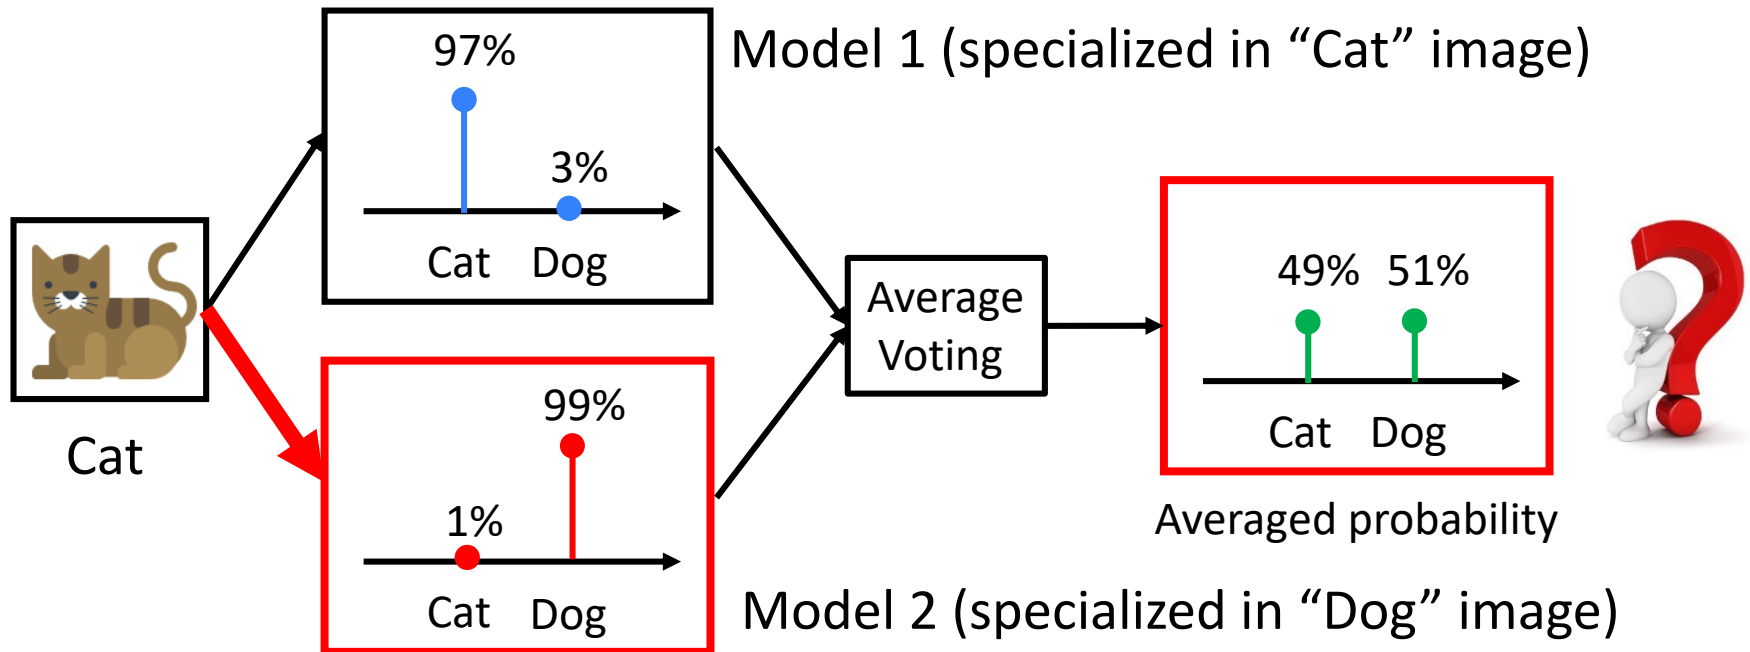 Cat
97%
3%
Cat Dog
Model 1 (specialized in “Cat” image)
99%
1%
Cat Dog
Model 2 (specialized in “Dog” image)
Average
Voting
49% 51%
Cat Dog
Averaged probability